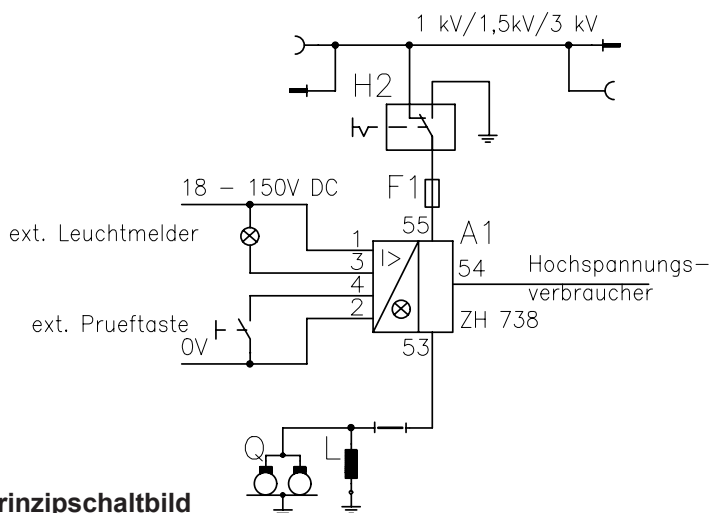 1 kV/1,5kV/3 kV
H2
F1
18 - 150V DC
55
A1
ext. Leuchtmelder
1
I>
3
54
Hochspannungs-
verbraucher
4
2
ext. Prueftaste
ZH 738
0V
53
Q
L
rinzipschaltbild